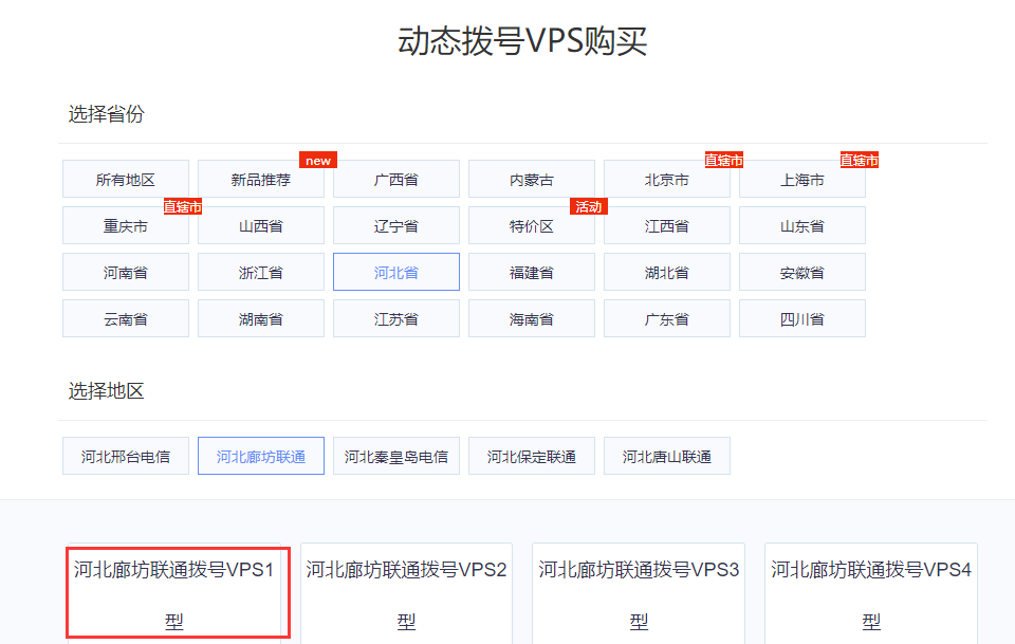 动态拨号VPS购买
选择省份
所有地区 新品推荐 new 广西省 内蒙古 北京市 直辖市 上海市 直辖市
重庆市 直辖市 山西省 辽宁省 特价区 活动 江西省 山东省
河南省 浙江省 河北省 福建省 湖北省 安徽省
云南省 湖南省 江苏省 海南省 广东省 四川省
选择地区
河北邢台电信 河北廊坊联通 河北秦皇岛电信 河北保定联通 河北唐山联通
河北廊坊联通拨号VPS1 河北廊坊联通拨号VPS2 河北廊坊联通拨号VPS3 河北廊坊联通拨号VPS4
型 型 型 型